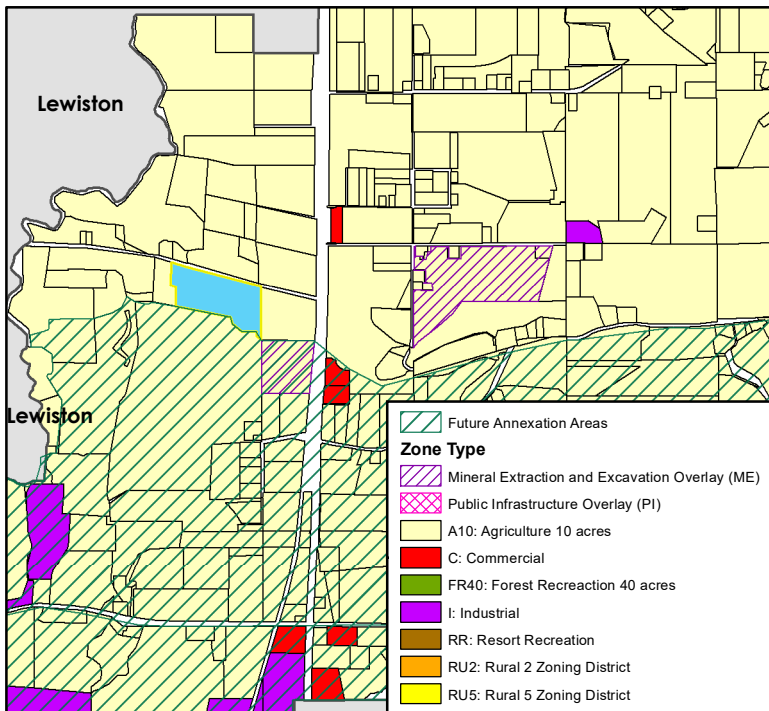 Lewiston
Lewiston
Future Annexation Areas
Zone Type
Mineral Extraction and Excavation Overlay (ME)
Public Infrastructure Overlay (PI)
A10: Agriculture 10 acres
C: Commercial
FR40: Forest Recreaction 40 acres
I: Industrial
RR: Resort Recreation
RU2: Rural 2 Zoning District
RU5: Rural 5 Zoning District